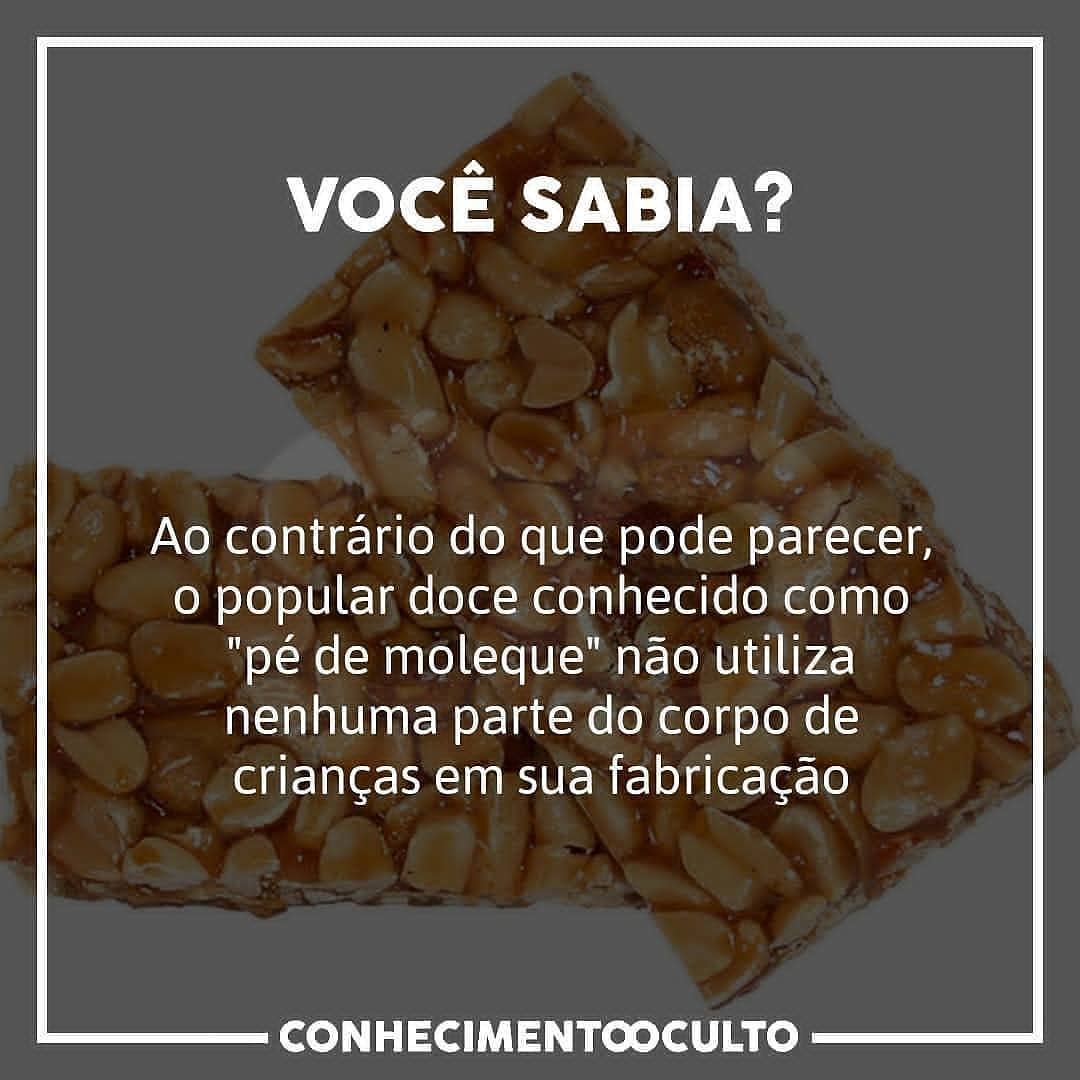 VOCÊ SABIA?
Ao contrário do que pode parecer,
o popular doce conhecido como
"pé de moleque" não utiliza
nenhuma parte do corpo de
crianças em sua fabricação
CONHECIMENTOOCULTO